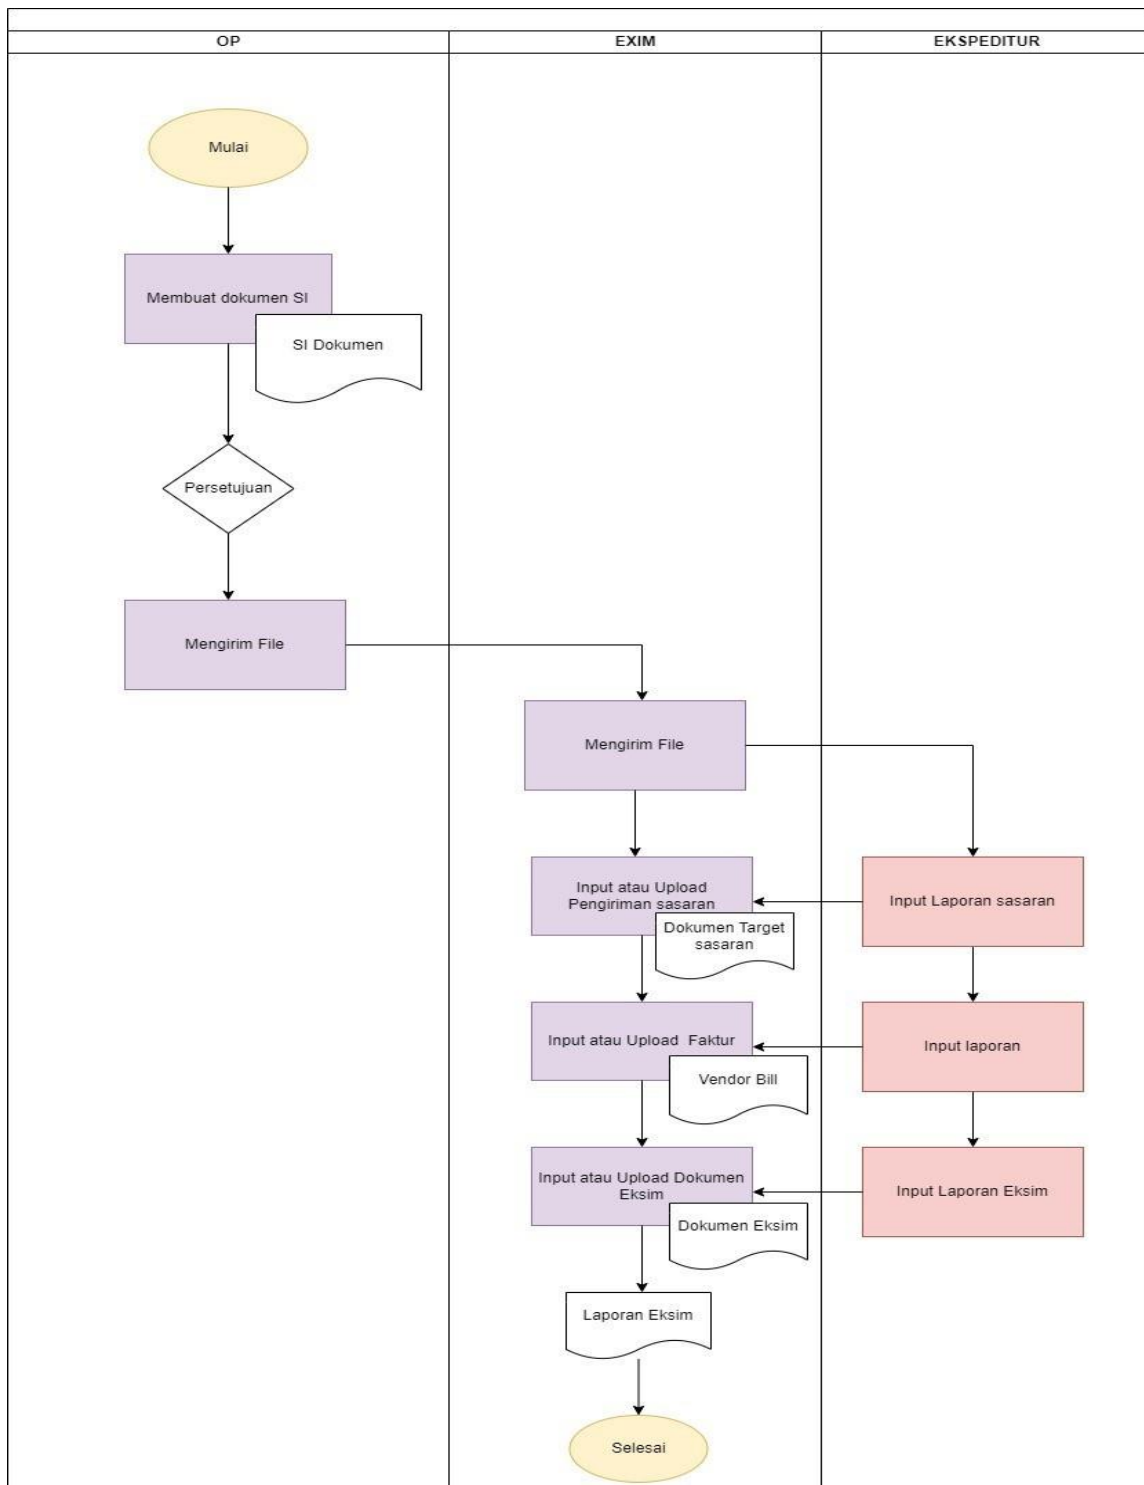 OP
EXIM
EKSPEDITUR
Mulai
Membuat dokumen SI
SI Dokumen
Persetujuan
Mengirim File
Mengirim File
Input atau Upload
Pengiriman sasaran
Dokumen Target
sasaran
Input Laporan sasaran
Input atau Upload  Faktur
Vendor Bill
Input laporan
Input atau Upload Dokumen
Eksim
Dokumen Eksim
Input Laporan Eksim
Laporan Eksim
Selesai